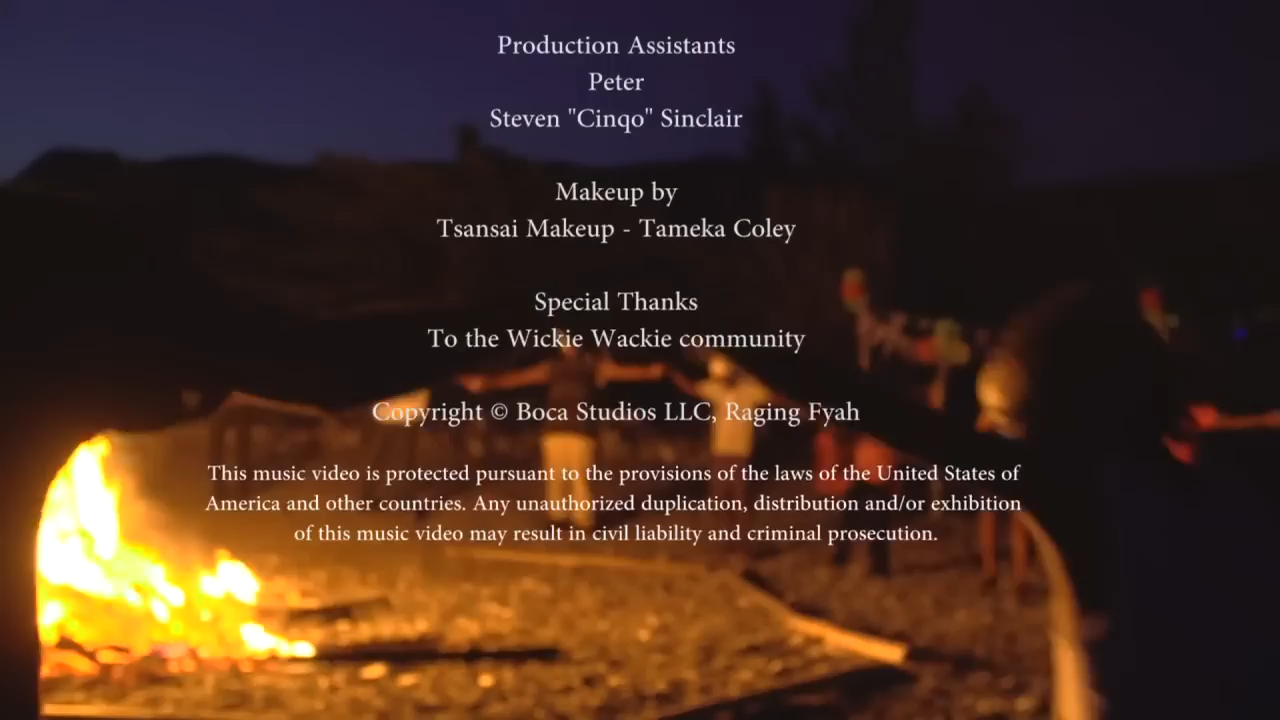 Production Assistants
Peter
Steven "Cinqo" Sinclair
Makeup by
Tsansai Makeup - Tameka Coley
Special Thanks
To the Wickie Wackie community
Copyright © Boca Studios LLC, Raging Fyah
This music video is protected pursuant to the provisions of the laws of the United States of
America and other countries. Any unauthorized duplication, distribution and/or exhibition
of this music video may result in civil liability and criminal prosecution.